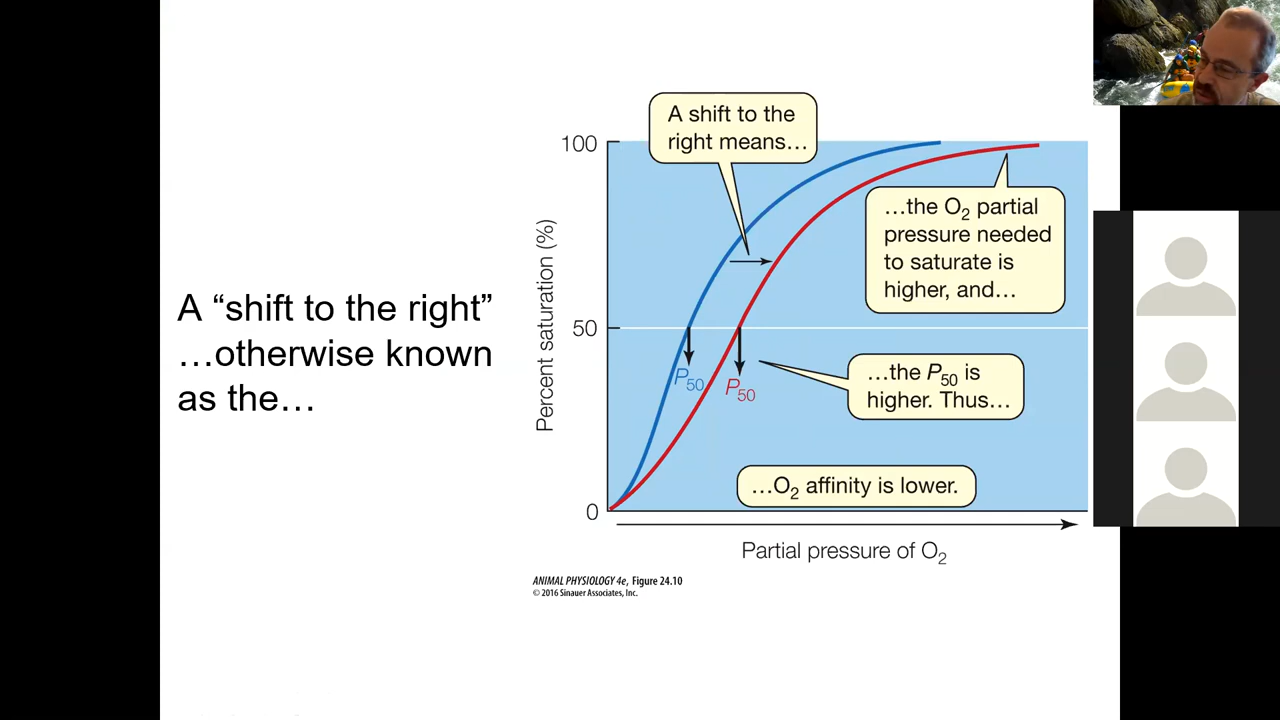 A “shift to the right”
…otherwise known
as the…
A shift to the
right means…
…the O₂ partial
pressure needed
to saturate is
higher, and…
…the P₅₀ is
higher. Thus…
…O₂ affinity is lower.
Percent saturation (%)
100
50
0
P₅₀
P₅₀
Partial pressure of O₂
ANIMAL PHYSIOLOGY 4e, Figure 24.10
© 2016 Sinauer Associates, Inc.